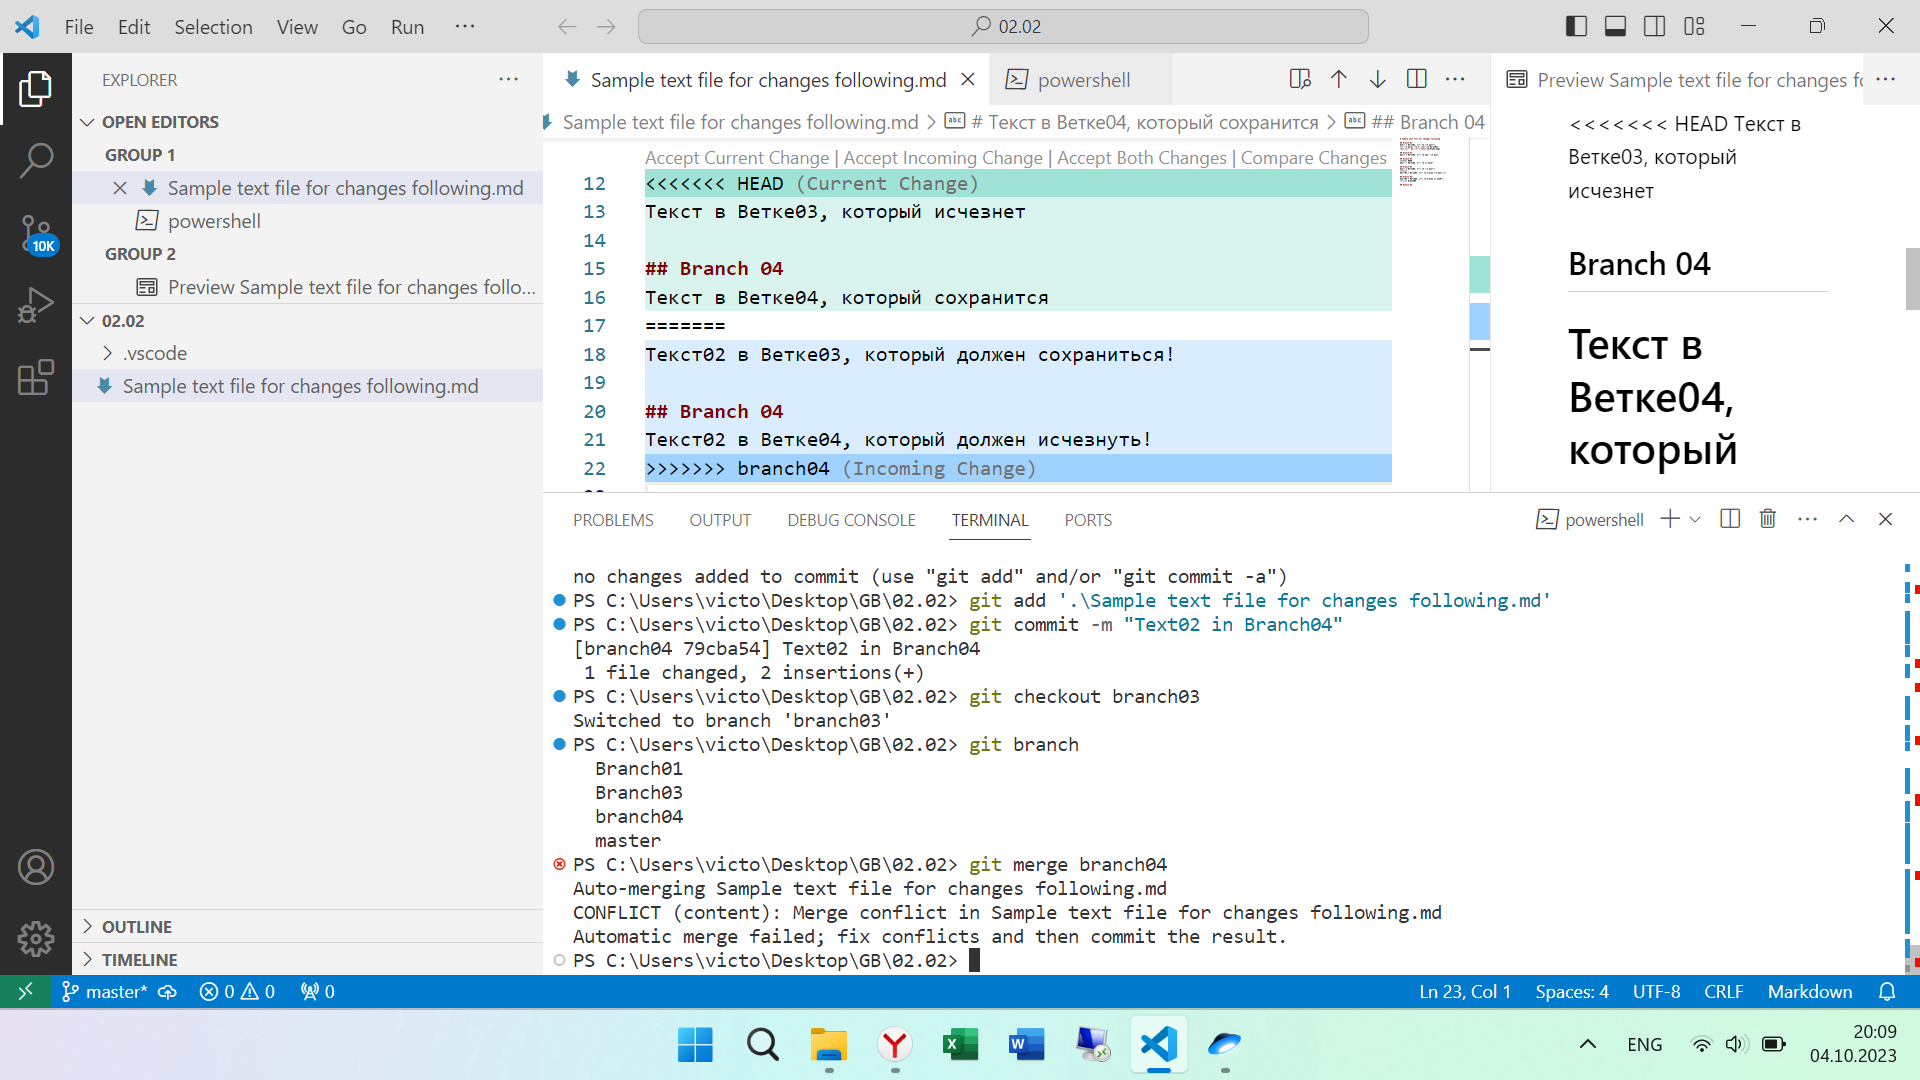 File Edit Selection View Go Run ···
02.02
EXPLORER
OPEN EDITORS
GROUP 1
Sample text file for changes following.md
powershell
GROUP 2
Preview Sample text file for changes follo...
02.02
.vscode
Sample text file for changes following.md
OUTLINE
TIMELINE
10K
Sample text file for changes following.md
powershell
Sample text file for changes following.md > # Текст в Ветке04, который сохранится > ## Branch 04
Accept Current Change | Accept Incoming Change | Accept Both Changes | Compare Changes
12 <<<<<<< HEAD (Current Change)
13 Текст в Ветке03, который исчезнет
14
15 ## Branch 04
16 Текст в Ветке04, который сохранится
17 =======
18 Текст02 в Ветке03, который должен сохраниться!
19
20 ## Branch 04
21 Текст02 в Ветке04, который должен исчезнуть!
22 >>>>>>> branch04 (Incoming Change)
Preview Sample text file for changes fo
<<<<<<< HEAD Текст в
Ветке03, который
исчезнет
Branch 04
Текст в
Ветке04,
который
PROBLEMS OUTPUT DEBUG CONSOLE TERMINAL PORTS
powershell
no changes added to commit (use "git add" and/or "git commit -a")
PS C:\Users\victo\Desktop\GB\02.02> git add '.\Sample text file for changes following.md'
PS C:\Users\victo\Desktop\GB\02.02> git commit -m "Text02 in Branch04"
[branch04 79cba54] Text02 in Branch04
1 file changed, 2 insertions(+)
PS C:\Users\victo\Desktop\GB\02.02> git checkout branch03
Switched to branch 'branch03'
PS C:\Users\victo\Desktop\GB\02.02> git branch
Branch01
Branch03
branch04
master
PS C:\Users\victo\Desktop\GB\02.02> git merge branch04
Auto-merging Sample text file for changes following.md
CONFLICT (content): Merge conflict in Sample text file for changes following.md
Automatic merge failed; fix conflicts and then commit the result.
PS C:\Users\victo\Desktop\GB\02.02>
master* 0 0 0
Ln 23, Col 1 Spaces: 4 UTF-8 CRLF Markdown
ENG
20:09
04.10.2023